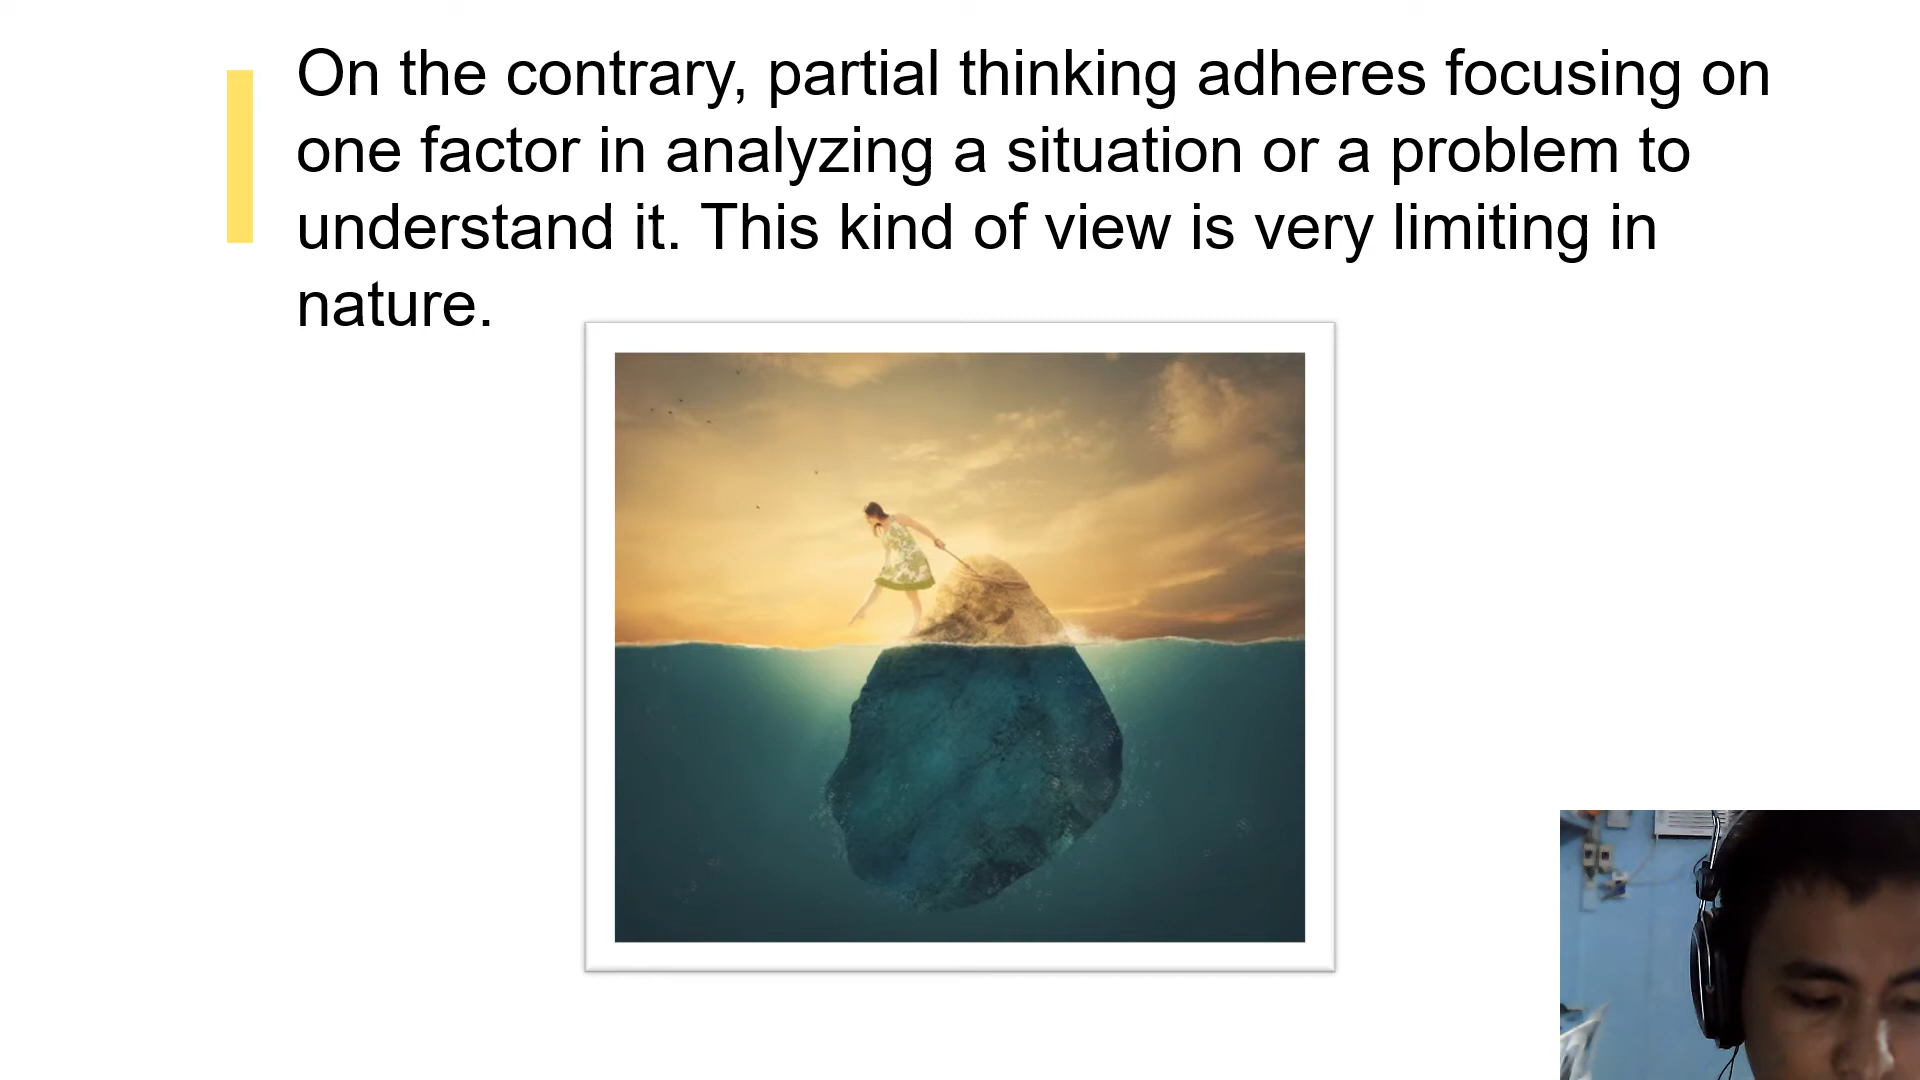 On the contrary, partial thinking adheres focusing on
one factor in analyzing a situation or a problem to
understand it. This kind of view is very limiting in
nature.